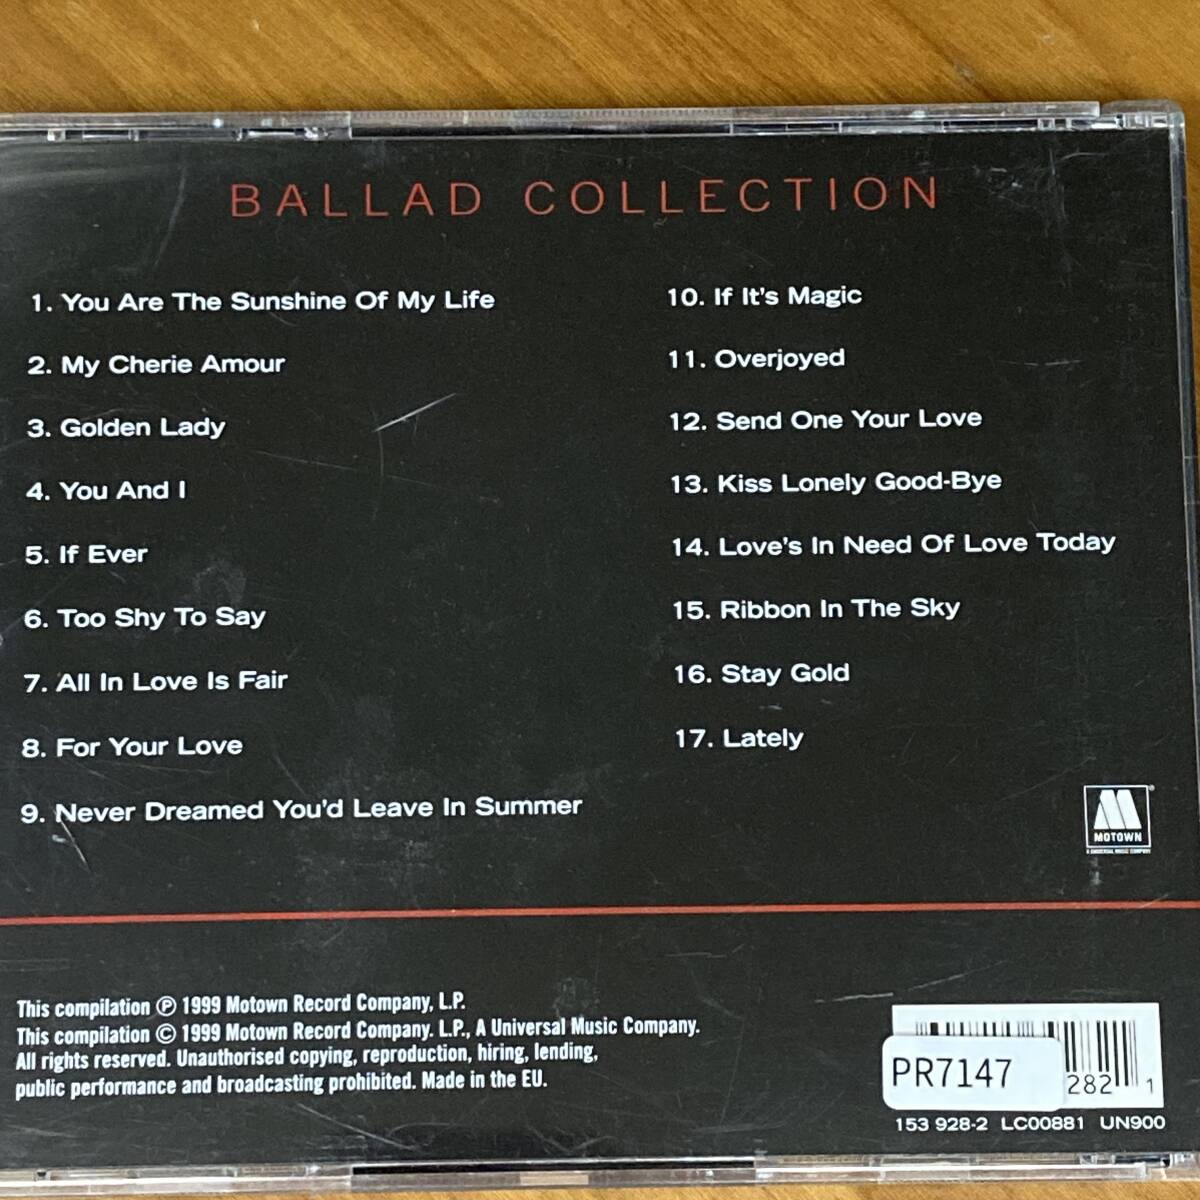 BALLAD COLLECTION
1. You Are The Sunshine Of My Life
2. My Cherie Amour
3. Golden Lady
4. You And I
5. If Ever
6. Too Shy To Say
7. All In Love Is Fair
8. For Your Love
9. Never Dreamed You'd Leave In Summer
10. If It's Magic
11. Overjoyed
12. Send One Your Love
13. Kiss Lonely Good-Bye
14. Love's In Need Of Love Today
15. Ribbon In The Sky
16. Stay Gold
17. Lately
MOTOWN
A UNIVERSAL MUSIC COMPANY
This compilation ℗ 1999 Motown Record Company, L.P.
This compilation © 1999 Motown Record Company. L.P., A Universal Music Company.
All rights reserved. Unauthorised copying, reproduction, hiring, lending,
public performance and broadcasting prohibited. Made in the EU.
PR7147
282 1
153 928-2 LC00881 UN900